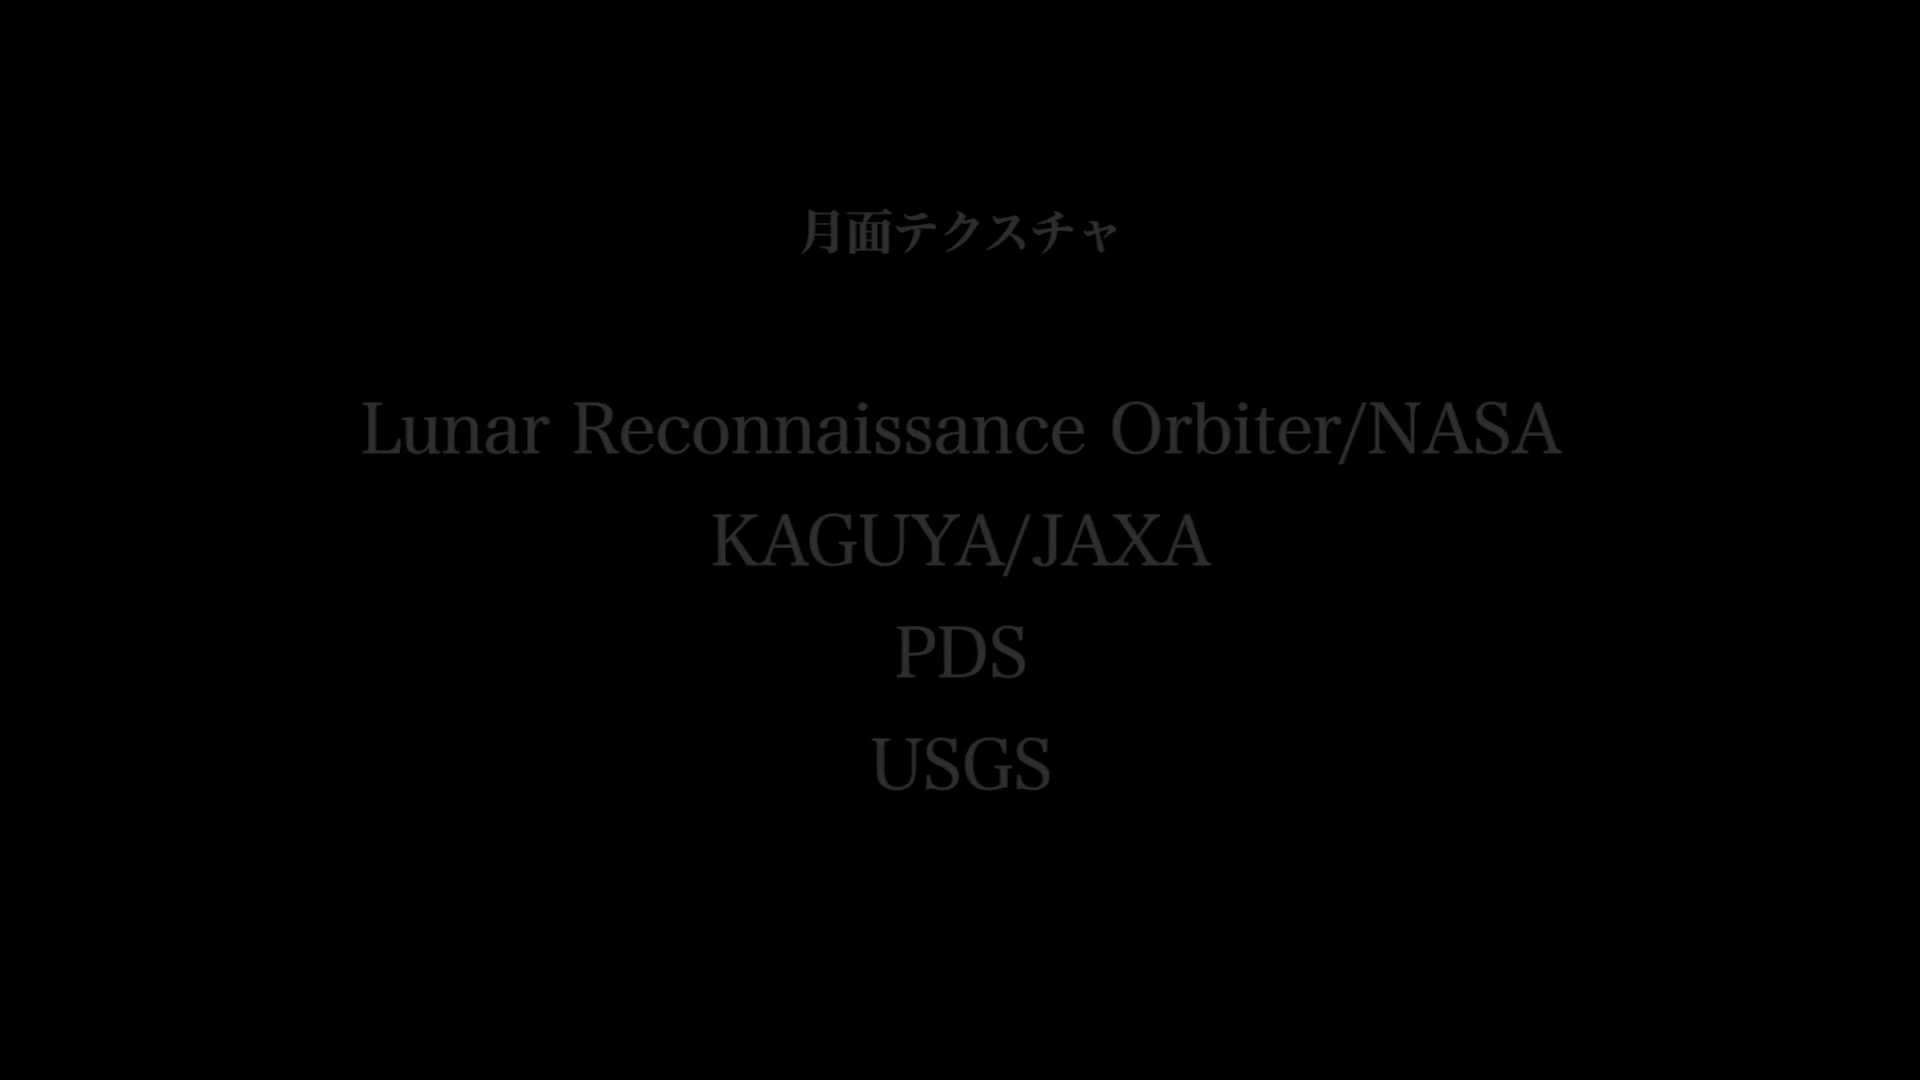 月面テクスチャ
Lunar Reconnaissance Orbiter/NASA
KAGUYA/JAXA
PDS
USGS